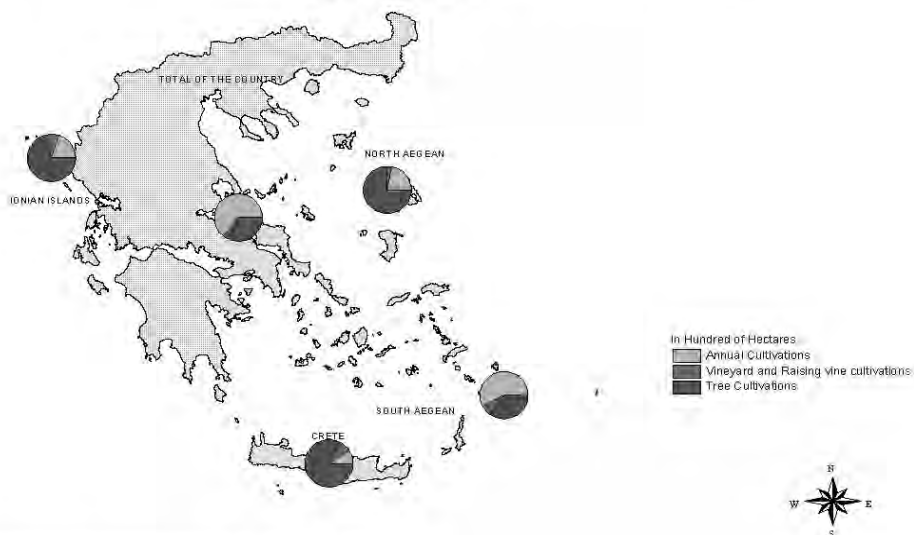 TOTAL OF THE COUNTRY
NORTH AEGEAN
IONIAN ISLANDS
In Hundred of Hectares
Annual Cultivations
Vineyard and Raising vine cultivations
Tree Cultivations
SOUTH AEGEAN
CRETE
N
W E
S